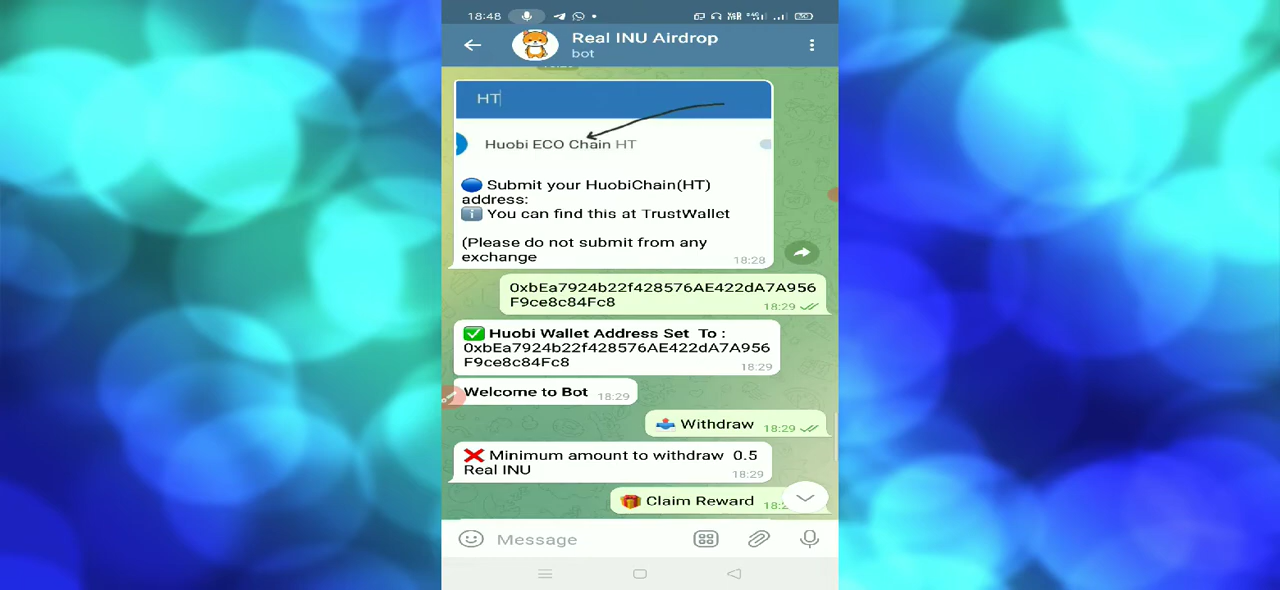 18:48
Real INU Airdrop
bot
HT
Huobi ECO Chain HT
🔵 Submit your HuobiChain(HT)
address:
ℹ️ You can find this at TrustWallet
(Please do not submit from any
exchange
18:28
0xbEa7924b22f428576AE422dA7A956
F9ce8c84Fc8
18:29
✅ Huobi Wallet Address Set To :
0xbEa7924b22f428576AE422dA7A956
F9ce8c84Fc8
18:29
Welcome to Bot 18:29
📤 Withdraw 18:29
❌ Minimum amount to withdraw 0.5
Real INU
18:29
🎁 Claim Reward
Message